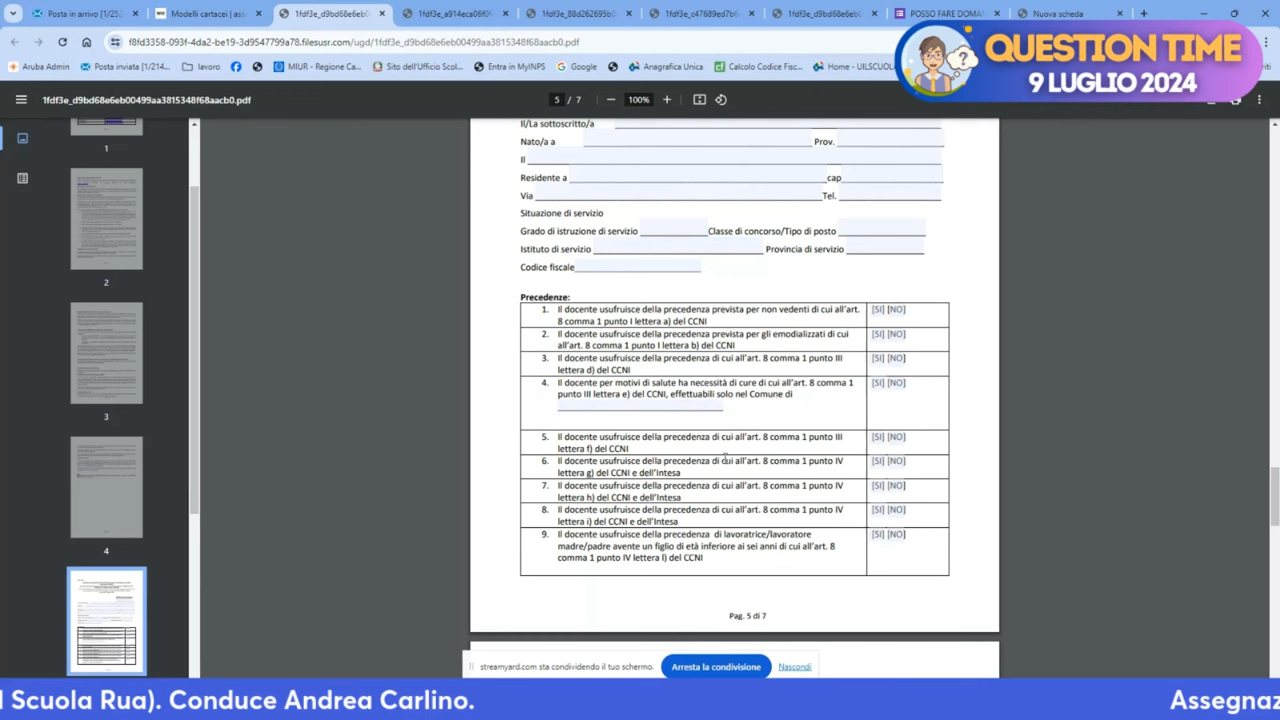 Posta in arrivo [1/253
Modelli cartacei | ass
1fdf3e_d9bd68e6eb0
1fdf3e_a914eca06f0f
1fdf3e_88d262695b0
1fdf3e_c47689ed7b6
1fdf3e_d9bd68e6eb
POSSO FARE DOMAN
Nuova scheda
f8fd3358-093f-4da2-be19-3d9547799a78.filesusr.com/ugd/1fdf3e_d9bd68e6eb00499aa3815348f68aacb0.pdf
Aruba Admin
Posta inviata [1/214...
lavoro
MIUR - Regione Ca...
Sito dell'Ufficio Scol...
Entra in MyINPS
Google
Anagrafica Unica
Calcolo Codice Fisc...
Home - UILSCUOLA
QUESTION TIME
9 LUGLIO 2024
1fdf3e_d9bd68e6eb00499aa3815348f68aacb0
5 / 7
100%
1
2
3
4
Il/La sottoscritto/a
Nato/a a Prov.
Il
Residente a cap
Via Tel.
Situazione di servizio
Grado di istruzione di servizio Classe di concorso/Tipo di posto
Istituto di servizio Provincia di servizio
Codice fiscale
Precedenze:
1. Il docente usufruisce della precedenza prevista per non vedenti di cui all'art. [SI] [NO]
8 comma 1 punto I lettera a) del CCNI
2. Il docente usufruisce della precedenza prevista per gli emodializzati di cui [SI] [NO]
all'art. 8 comma 1 punto I lettera b) del CCNI
3. Il docente usufruisce della precedenza di cui all'art. 8 comma 1 punto III [SI] [NO]
lettera d) del CCNI
4. Il docente per motivi di salute ha necessità di cure di cui all'art. 8 comma 1 [SI] [NO]
punto III lettera e) del CCNI, effettuabili solo nel Comune di
5. Il docente usufruisce della precedenza di cui all'art. 8 comma 1 punto III [SI] [NO]
lettera f) del CCNI
6. Il docente usufruisce della precedenza di cui all'art. 8 comma 1 punto IV [SI] [NO]
lettera g) del CCNI e dell'Intesa
7. Il docente usufruisce della precedenza di cui all'art. 8 comma 1 punto IV [SI] [NO]
lettera h) del CCNI e dell'Intesa
8. Il docente usufruisce della precedenza di cui all'art. 8 comma 1 punto IV [SI] [NO]
lettera i) del CCNI e dell'Intesa
9. Il docente usufruisce della precedenza di lavoratrice/lavoratore [SI] [NO]
madre/padre avente un figlio di età inferiore ai sei anni di cui all'art. 8
comma 1 punto IV lettera l) del CCNI
Pag. 5 di 7
streamyard.com sta condividendo il tuo schermo.
Arresta la condivisione
Nascondi
l Scuola Rua). Conduce Andrea Carlino.
Assegnaz